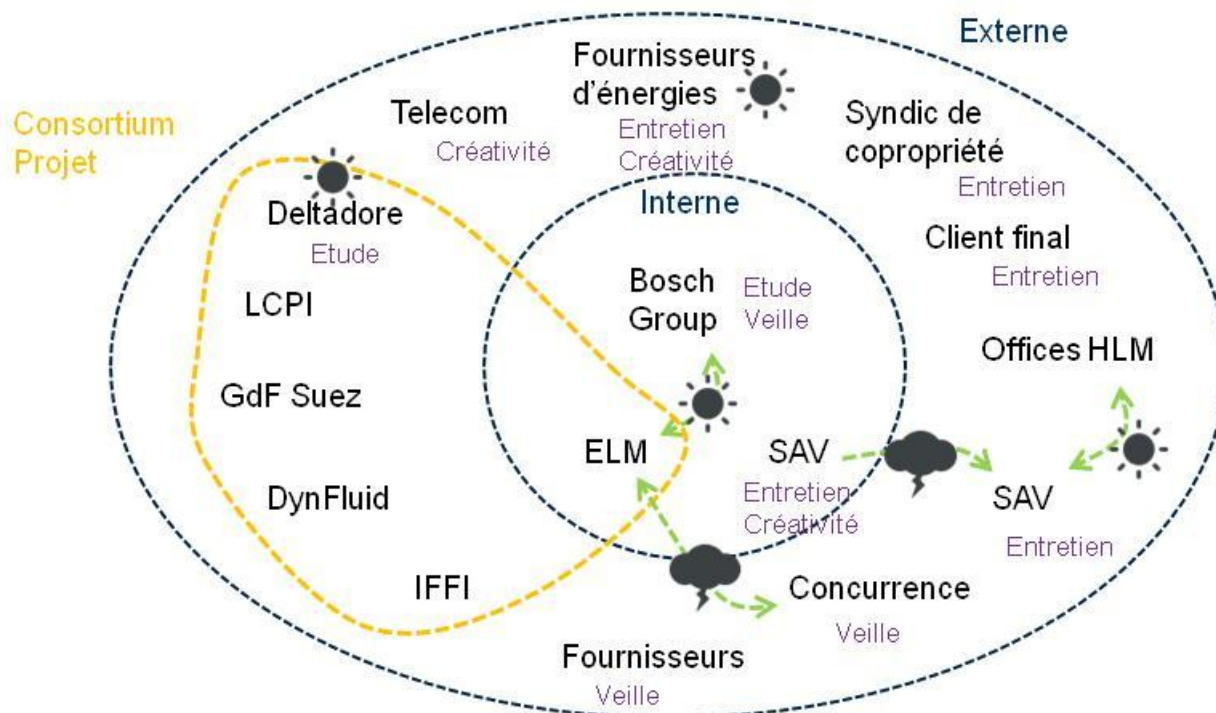 Externe
Fournisseurs
d'énergies
Entretien
Créativité
Consortium
Projet
Telecom
Créativité
Syndic de
copropriété
Entretien
Deltadore
Etude
Interne
Client final
Entretien
LCPI
Bosch
Group
Etude
Veille
Offices HLM
GdF Suez
ELM
SAV
Entretien
Créativité
SAV
Entretien
DynFluid
IFFI
Concurrence
Veille
Fournisseurs
Veille